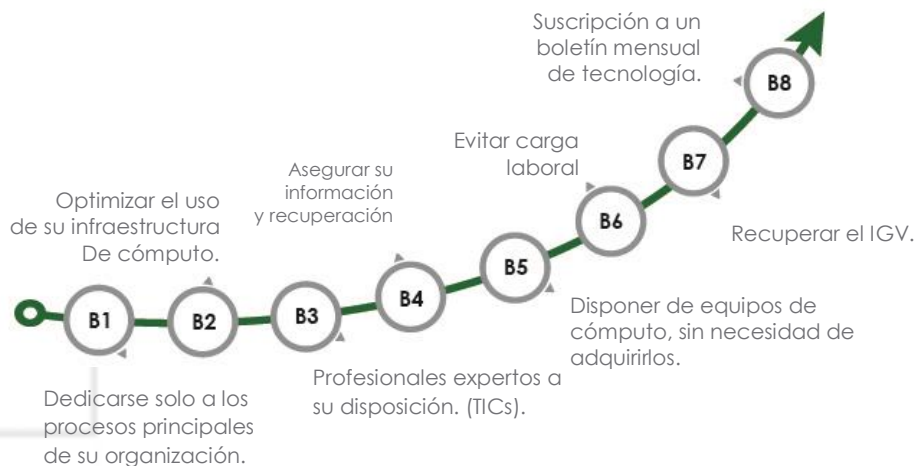 Suscripción a un
boletín mensual
de tecnología.
B8
Evitar carga
laboral
B7
Asegurar su
información
y recuperación
Optimizar el uso
de su infraestructura
De cómputo.
B6
Recuperar el IGV.
B5
B4
B1
B2
B3
Disponer de equipos de
cómputo, sin necesidad de
adquirirlos.
Profesionales expertos a
su disposición. (TICs).
Dedicarse solo a los
procesos principales
de su organización.